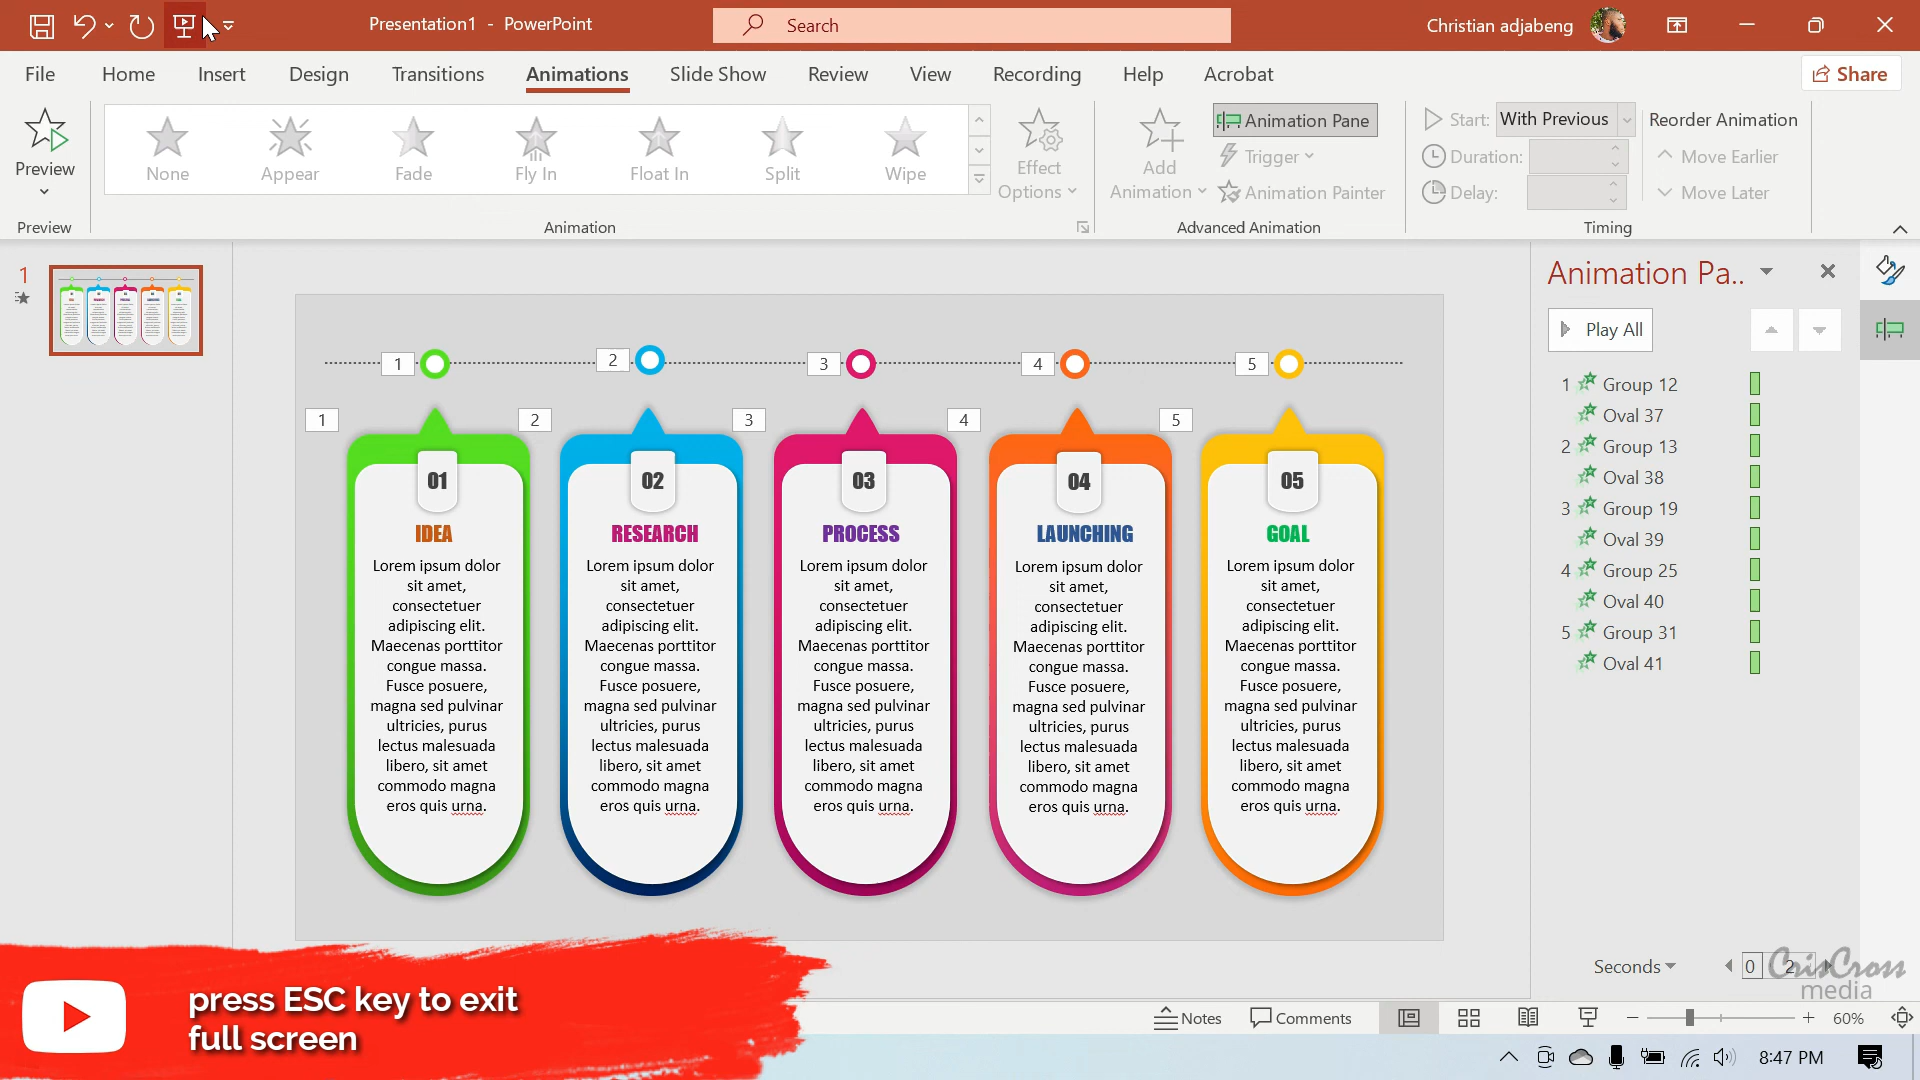 Presentation1 - PowerPoint
Search
Christian adjabeng
File Home Insert Design Transitions Animations Slide Show Review View Recording Help Acrobat
Share
Preview
Preview
None
Appear
Fade
Fly In
Float In
Split
Wipe
Animation
Effect
Options
Add
Animation
Animation Pane
Trigger
Animation Painter
Advanced Animation
Start: With Previous
Duration:
Delay:
Timing
Reorder Animation
Move Earlier
Move Later
1
1
2
3
4
5
1
2
3
4
5
01
IDEA
Lorem ipsum dolor
sit amet,
consectetuer
adipiscing elit.
Maecenas porttitor
congue massa.
Fusce posuere,
magna sed pulvinar
ultricies, purus
lectus malesuada
libero, sit amet
commodo magna
eros quis urna.
02
RESEARCH
Lorem ipsum dolor
sit amet,
consectetuer
adipiscing elit.
Maecenas porttitor
congue massa.
Fusce posuere,
magna sed pulvinar
ultricies, purus
lectus malesuada
libero, sit amet
commodo magna
eros quis urna.
03
PROCESS
Lorem ipsum dolor
sit amet,
consectetuer
adipiscing elit.
Maecenas porttitor
congue massa.
Fusce posuere,
magna sed pulvinar
ultricies, purus
lectus malesuada
libero, sit amet
commodo magna
eros quis urna.
04
LAUNCHING
Lorem ipsum dolor
sit amet,
consectetuer
adipiscing elit.
Maecenas porttitor
congue massa.
Fusce posuere,
magna sed pulvinar
ultricies, purus
lectus malesuada
libero, sit amet
commodo magna
eros quis urna.
05
GOAL
Lorem ipsum dolor
sit amet,
consectetuer
adipiscing elit.
Maecenas porttitor
congue massa.
Fusce posuere,
magna sed pulvinar
ultricies, purus
lectus malesuada
libero, sit amet
commodo magna
eros quis urna.
Animation Pa..
Play All
1 Group 12
Oval 37
2 Group 13
Oval 38
3 Group 19
Oval 39
4 Group 25
Oval 40
5 Group 31
Oval 41
Seconds 0 2
CrisCross
media
press ESC key to exit
full screen
Notes Comments 60%
8:47 PM